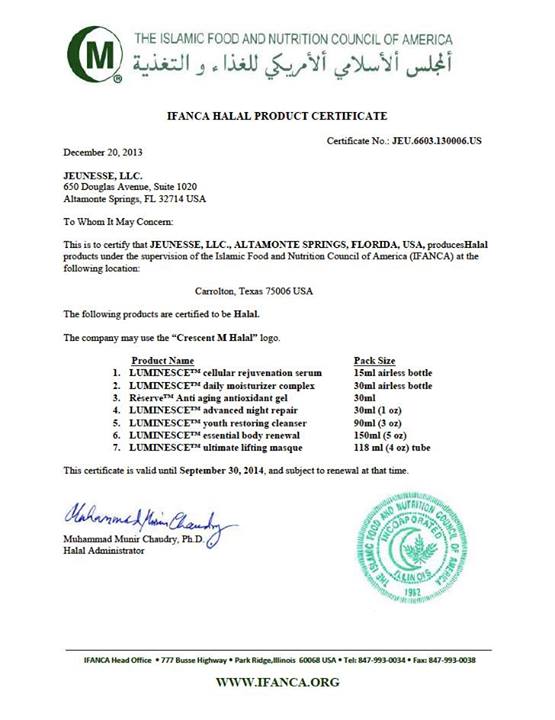 M
®
THE ISLAMIC FOOD AND NUTRITION COUNCIL OF AMERICA
ألمجلس ألأسلامي ألأمريكي للغذاء و التغذية
IFANCA HALAL PRODUCT CERTIFICATE
Certificate No.: JEU.6603.130006.US
December 20, 2013
JEUNESSE, LLC.
650 Douglas Avenue, Suite 1020
Altamonte Springs, FL 32714 USA
To Whom It May Concern:
This is to certify that JEUNESSE, LLC., ALTAMONTE SPRINGS, FLORIDA, USA, producesHalal
products under the supervision of the Islamic Food and Nutrition Council of America (IFANCA) at the
following location:
Carrolton, Texas 75006 USA
The following products are certified to be Halal.
The company may use the “Crescent M Halal” logo.
Product Name Pack Size
1. LUMINESCE™ cellular rejuvenation serum 15ml airless bottle
2. LUMINESCE™ daily moisturizer complex 30ml airless bottle
3. Rèserve™ Anti aging antioxidant gel 30ml
4. LUMINESCE™ advanced night repair 30ml (1 oz)
5. LUMINESCE™ youth restoring cleanser 90ml (3 oz)
6. LUMINESCE™ essential body renewal 150ml (5 oz)
7. LUMINESCE™ ultimate lifting masque 118 ml (4 oz) tube
This certificate is valid until September 30, 2014, and subject to renewal at that time.
Muhammad Munir Chaudry
Muhammad Munir Chaudry, Ph.D.
Halal Administrator
THE ISLAMIC FOOD AND NUTRITION COUNCIL OF AMERICA
INCORPORATED
ILLINOIS
1982
IFANCA Head Office • 777 Busse Highway • Park Ridge,Illinois 60068 USA • Tel: 847-993-0034 • Fax: 847-993-0038
WWW.IFANCA.ORG